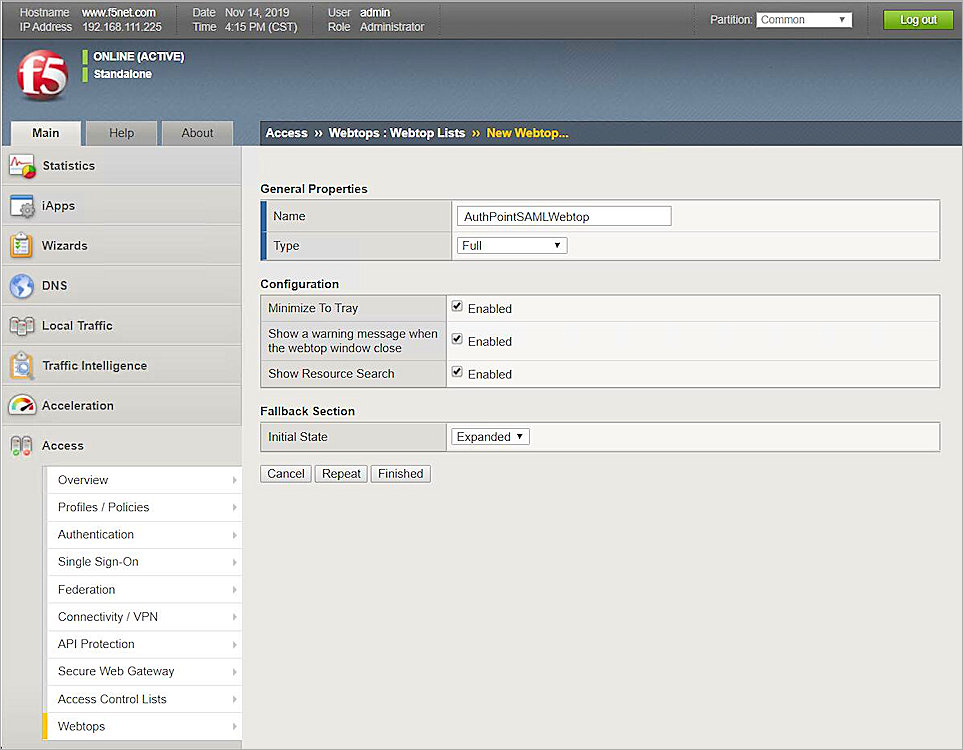 Hostname www.f5net.com Date Nov 14, 2019 User admin Partition: Common Log out
IP Address 192.168.111.225 Time 4:15 PM (CST) Role Administrator
f5
ONLINE (ACTIVE)
Standalone
Main Help About
Access ›› Webtops : Webtop Lists ›› New Webtop...
Statistics
iApps
Wizards
DNS
Local Traffic
Traffic Intelligence
Acceleration
Access
Overview
Profiles / Policies
Authentication
Single Sign-On
Federation
Connectivity / VPN
API Protection
Secure Web Gateway
Access Control Lists
Webtops
General Properties
Name AuthPointSAMLWebtop
Type Full
Configuration
Minimize To Tray Enabled
Show a warning message when
the webtop window close Enabled
Show Resource Search Enabled
Fallback Section
Initial State Expanded
Cancel Repeat Finished